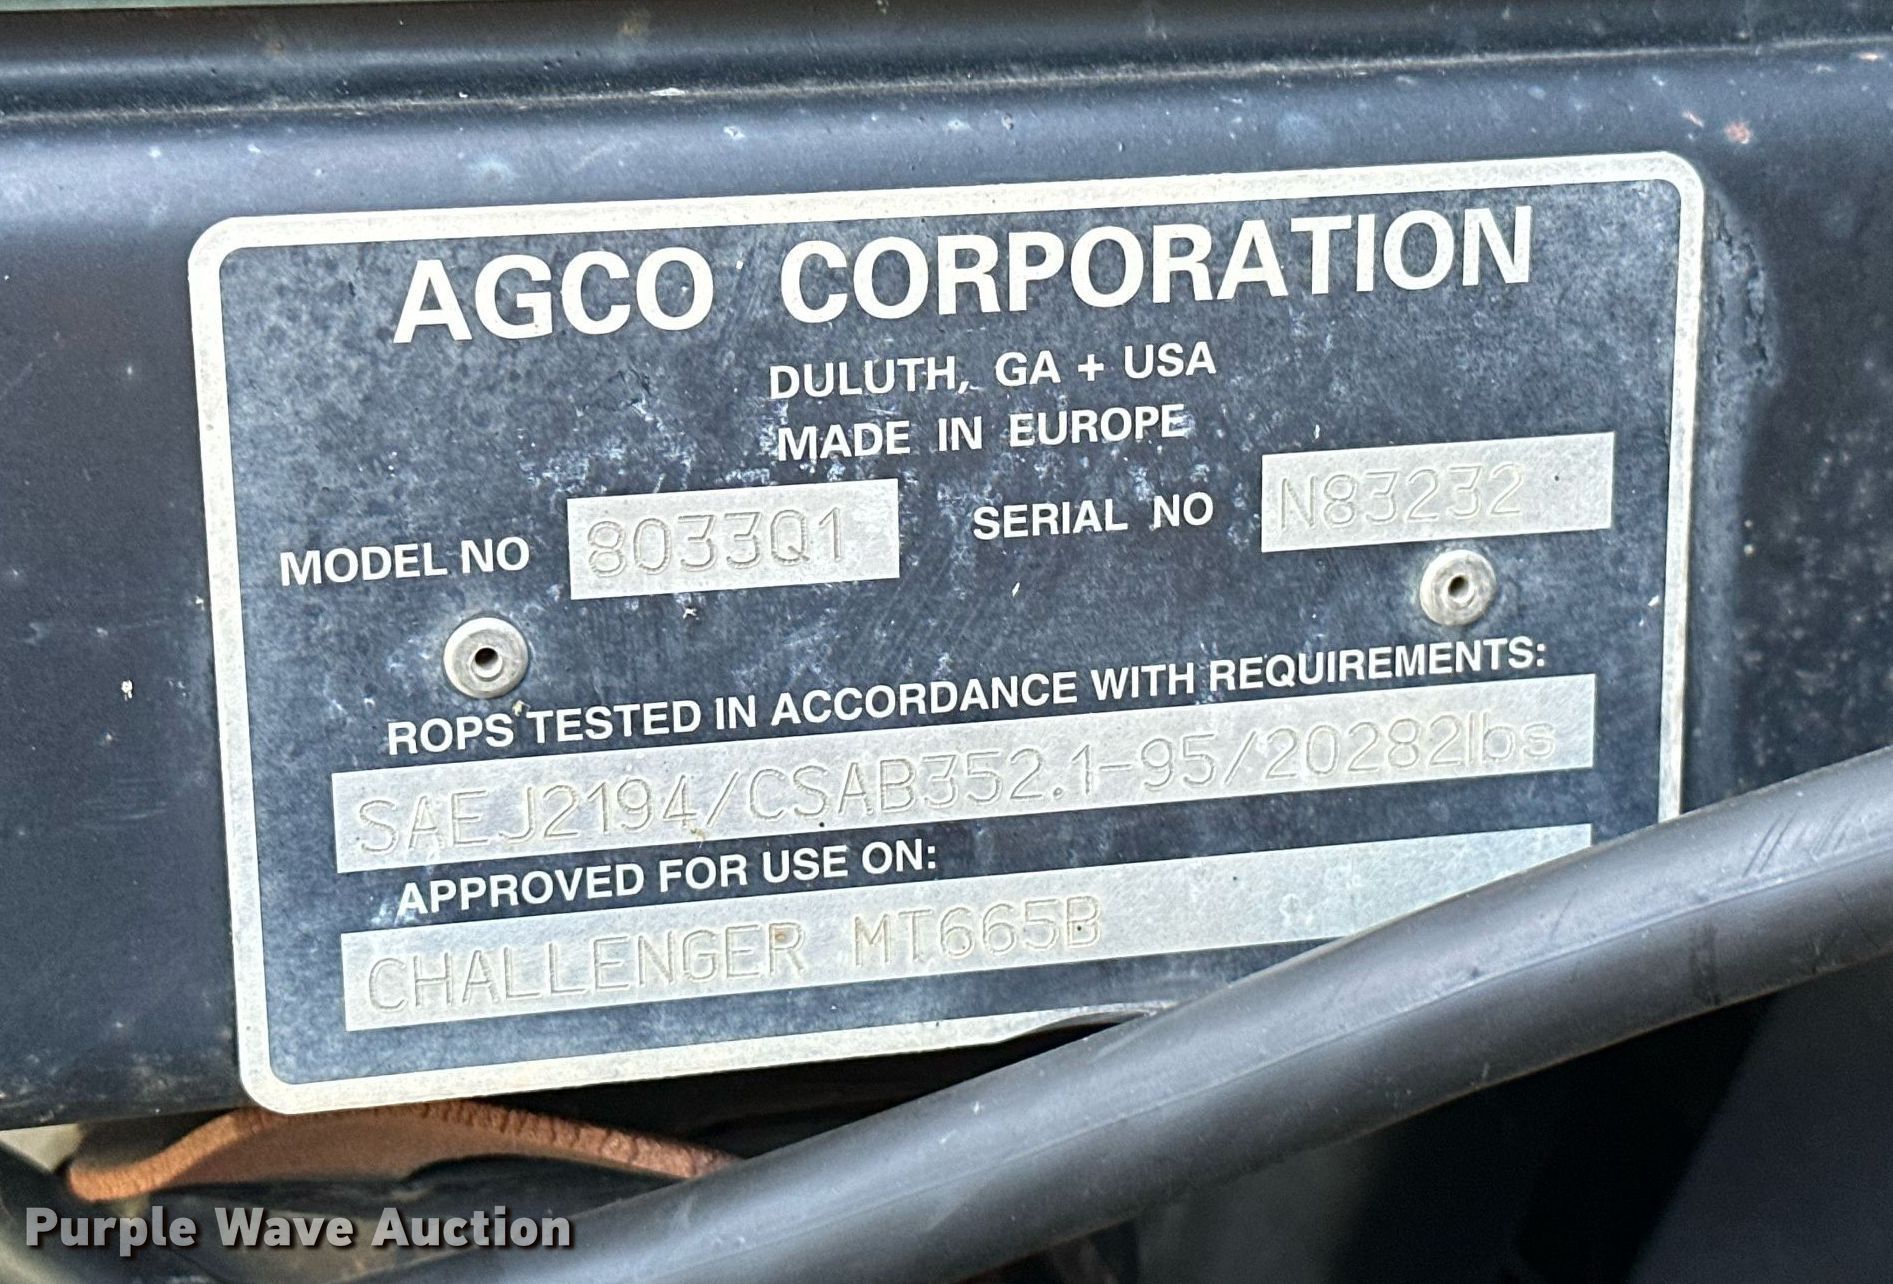 AGCO CORPORATION
DULUTH, GA + USA
MADE IN EUROPE
MODEL NO 8033Q1 SERIAL NO N83232
ROPS TESTED IN ACCORDANCE WITH REQUIREMENTS:
SAEJ2194/CSAB352.1-95/20282lbs
APPROVED FOR USE ON:
CHALLENGER MT665B
Purple Wave Auction